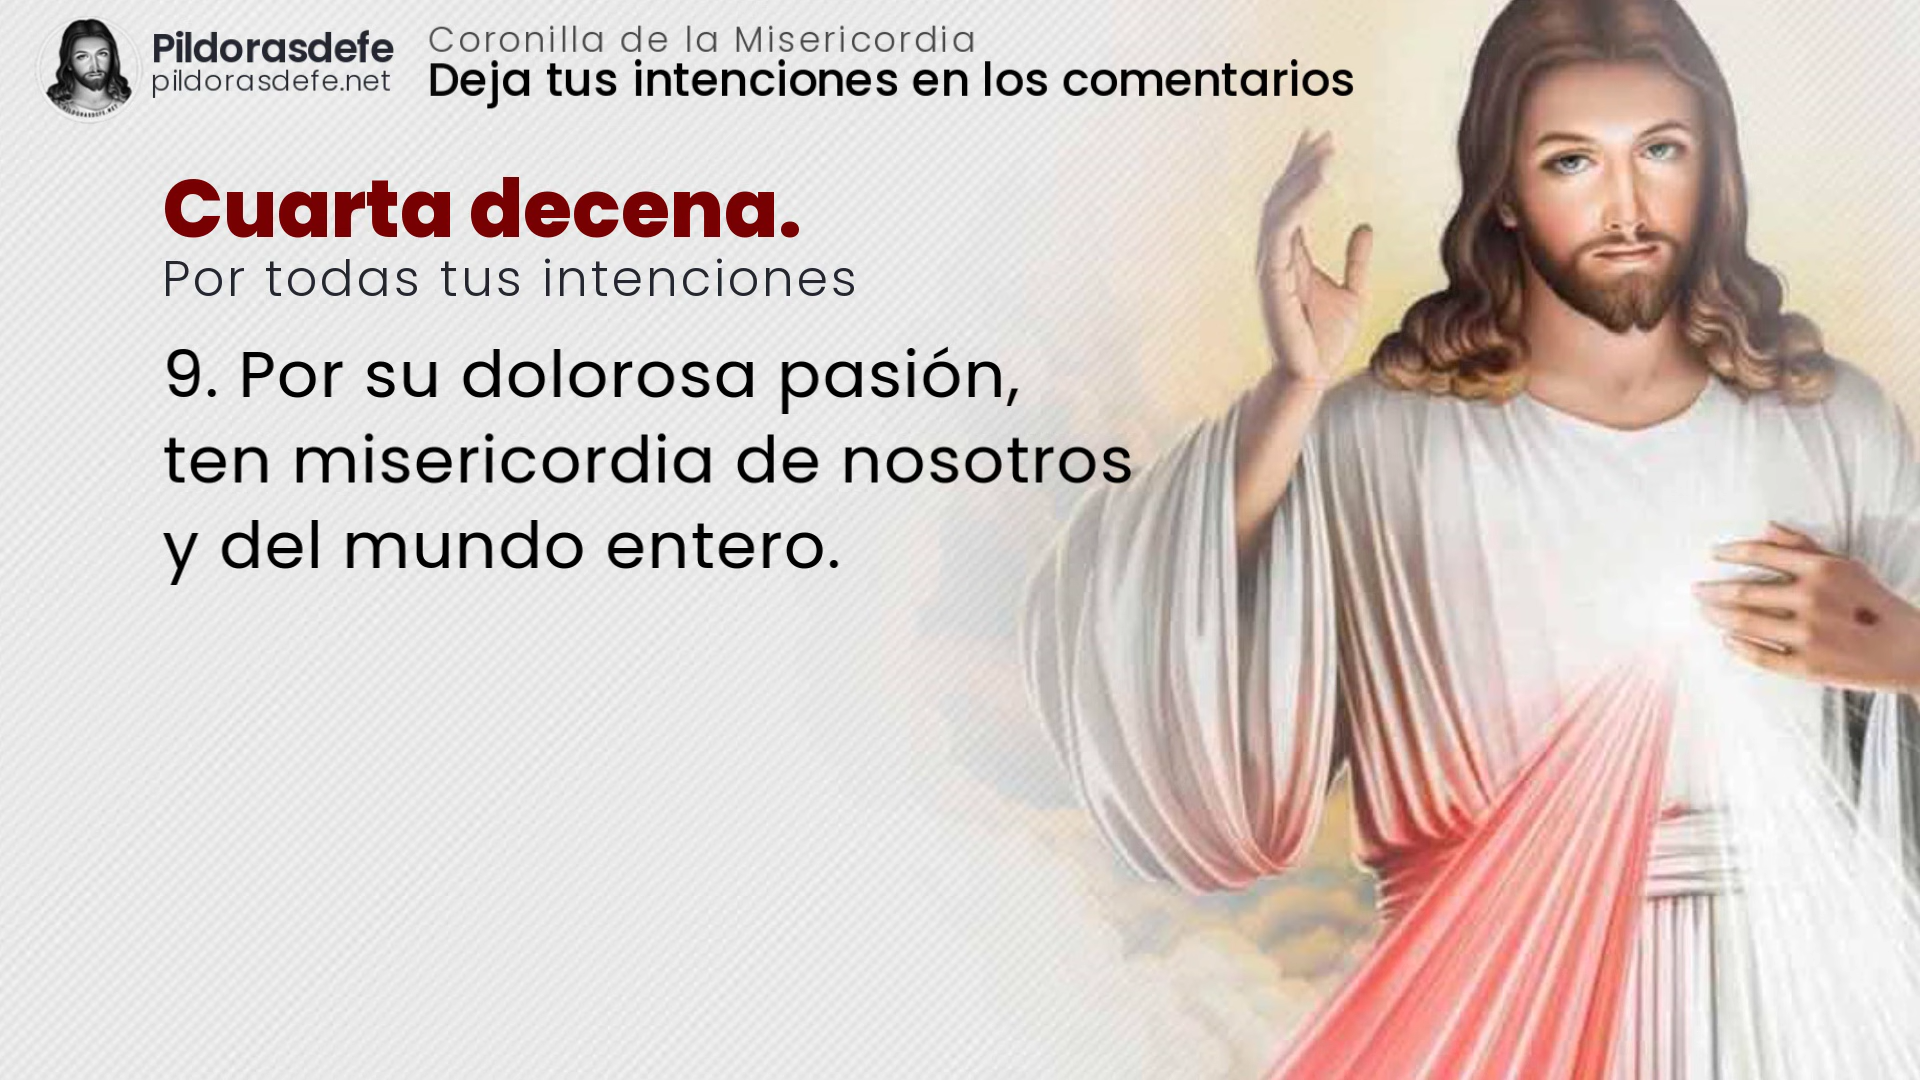 Pildorasdefe
pildorasdefe.net
Coronilla de la Misericordia
Deja tus intenciones en los comentarios
Cuarta decena.
Por todas tus intenciones
9. Por su dolorosa pasión,
ten misericordia de nosotros
y del mundo entero.